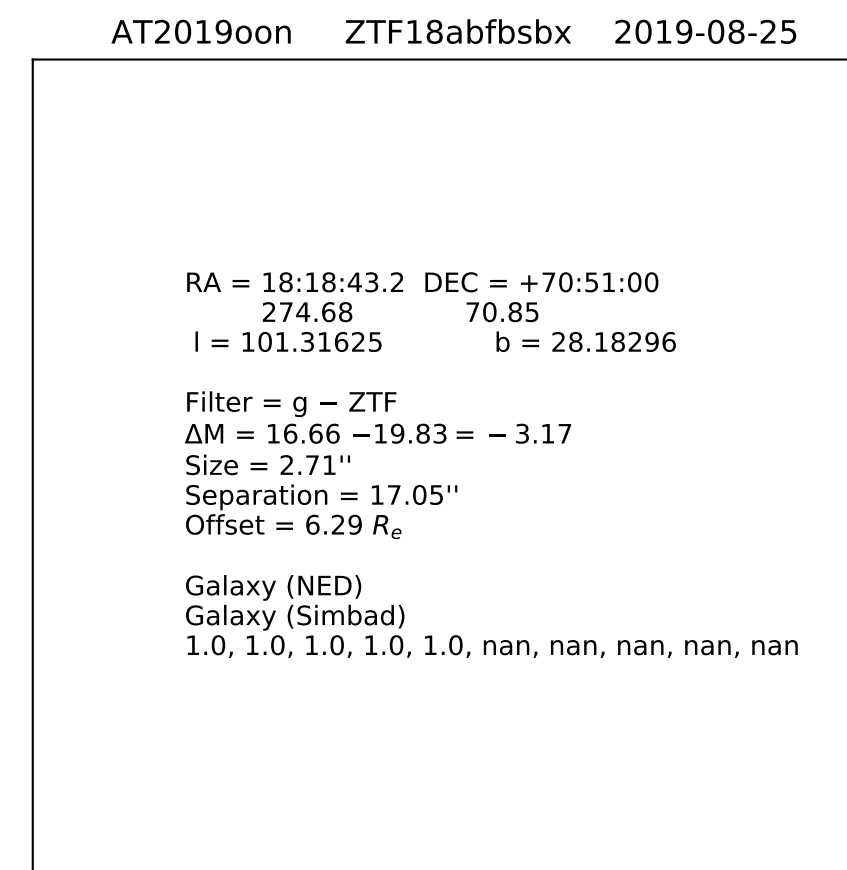 AT2019oon ZTF18abfbsbx 2019-08-25
RA = 18:18:43.2 DEC = +70:51:00
274.68 70.85
l = 101.31625 b = 28.18296
Filter = g − ZTF
ΔM = 16.66 −19.83 = − 3.17
Size = 2.71''
Separation = 17.05''
Offset = 6.29 Rₑ
Galaxy (NED)
Galaxy (Simbad)
1.0, 1.0, 1.0, 1.0, 1.0, nan, nan, nan, nan, nan